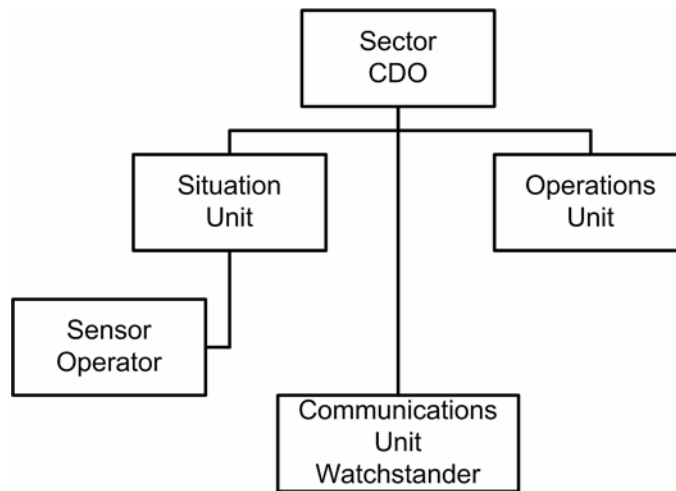 Sector
CDO
Situation
Unit
Operations
Unit
Sensor
Operator
Communications
Unit
Watchstander